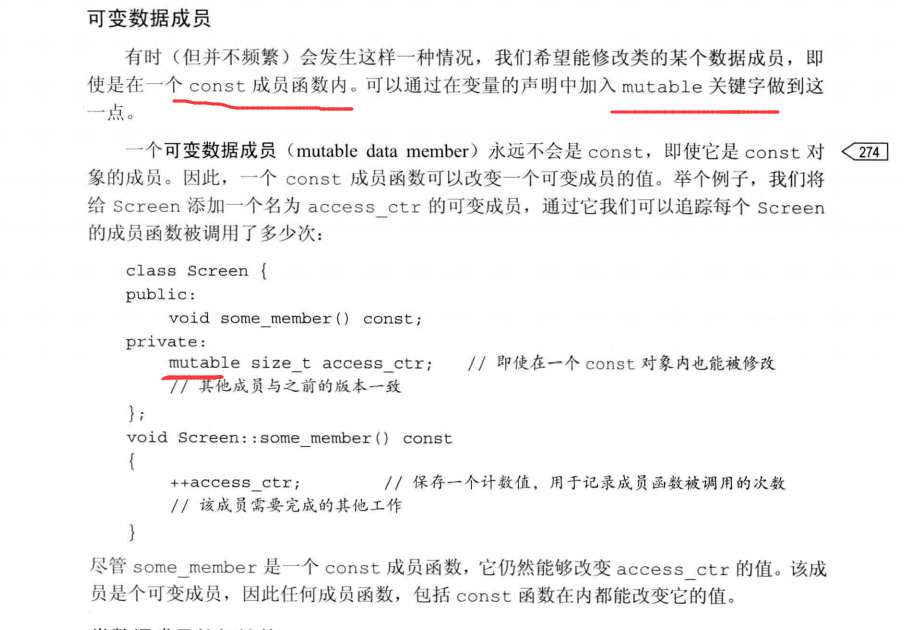 可变数据成员
有时（但并不频繁）会发生这样一种情况，我们希望能修改类的某个数据成员，即
使是在一个 const 成员函数内。可以通过在变量的声明中加入 mutable 关键字做到这
一点。
一个可变数据成员（mutable data member）永远不会是 const，即使它是 const 对
274
象的成员。因此，一个 const 成员函数可以改变一个可变成员的值。举个例子，我们将
给 Screen 添加一个名为 access_ctr 的可变成员，通过它我们可以追踪每个 Screen
的成员函数被调用了多少次：
class Screen {
public:
void some_member() const;
private:
mutable size_t access_ctr; // 即使在一个 const 对象内也能被修改
// 其他成员与之前的版本一致
};
void Screen::some_member() const
{
++access_ctr; // 保存一个计数值，用于记录成员函数被调用的次数
// 该成员需要完成的其他工作
}
尽管 some_member 是一个 const 成员函数，它仍然能够改变 access_ctr 的值。该成
员是个可变成员，因此任何成员函数，包括 const 函数在内都能改变它的值。